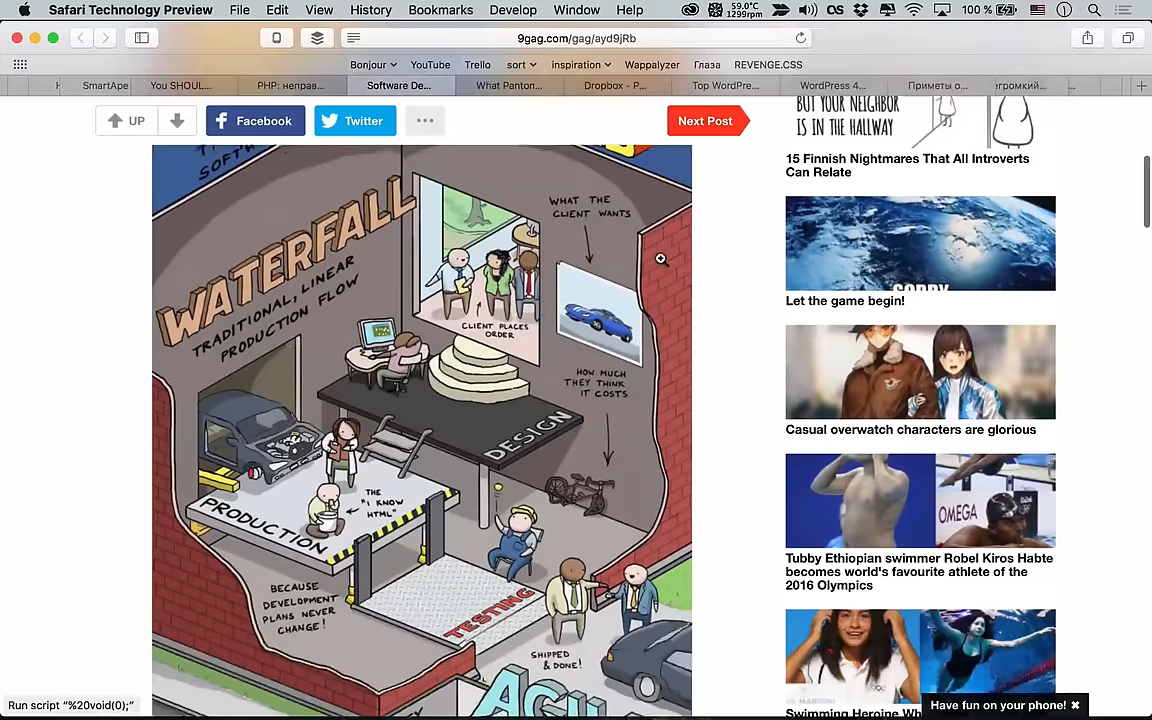 Safari Technology Preview File Edit View History Bookmarks Develop Window Help
59.0°C
1299rpm
100 %
9gag.com/gag/ayd9jRb
Bonjour YouTube Trello sort inspiration Wappalyzer Глаза REVENGE.CSS
SmartApe You SHOUL... PHP: неправ... Software De... What Panton... Dropbox - P... Top WordPre... WordPress 4... Приметы о... егромкий...
UP Facebook Twitter Next Post
SOFTW
WATERFALL
TRADITIONAL, LINEAR
PRODUCTION FLOW
WHAT THE
CLIENT WANTS
CLIENT PLACES
ORDER
HOW MUCH
THEY THINK
IT COSTS
DESIGN
THE
"I KNOW
HTML"
PRODUCTION
BECAUSE
DEVELOPMENT
PLANS NEVER
CHANGE!
TESTING
SHIPPED
& DONE!
BUT YOUR NEIGHBOR
IS IN THE HALLWAY
15 Finnish Nightmares That All Introverts
Can Relate
SORRY
Let the game begin!
Casual overwatch characters are glorious
OMEGA
Tubby Ethiopian swimmer Robel Kiros Habte
becomes world's favourite athlete of the
2016 Olympics
Swimming Heroine Wh
Have fun on your phone!
Run script "%20void(0);"